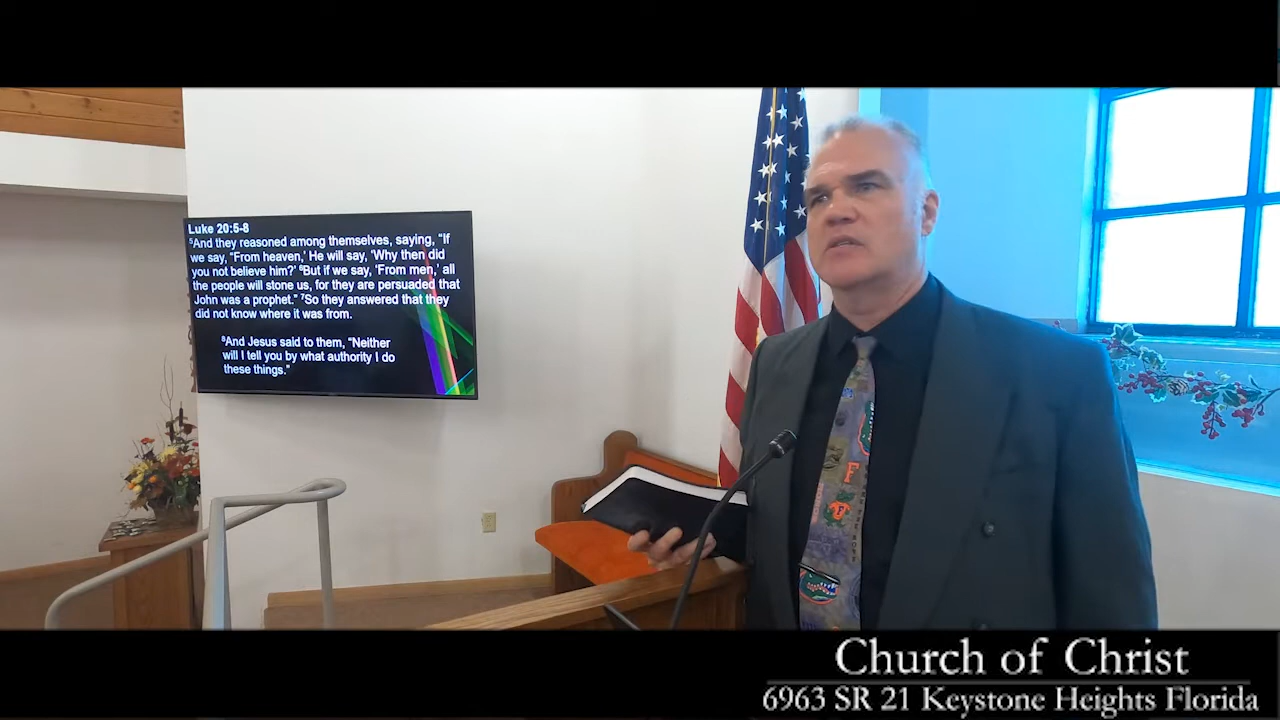 Luke 20:5-8
5And they reasoned among themselves, saying, “If
we say, “From heaven,’ He will say, ‘Why then did
you not believe him?’ 6But if we say, ‘From men,’ all
the people will stone us, for they are persuaded that
John was a prophet.” 7So they answered that they
did not know where it was from.
8And Jesus said to them, “Neither
will I tell you by what authority I do
these things.”
F
F
Church of Christ
6963 SR 21 Keystone Heights Florida